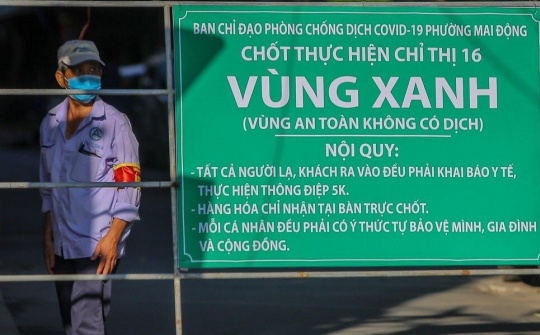 BAN CHỈ ĐẠO PHÒNG CHỐNG DỊCH COVID-19 PHƯỜNG MAI ĐỘNG
CHỐT THỰC HIỆN CHỈ THỊ 16
VÙNG XANH
(VÙNG AN TOÀN KHÔNG CÓ DỊCH)
NỘI QUY:
- TẤT CẢ NGƯỜI LẠ, KHÁCH RA VÀO ĐỀU PHẢI KHAI BÁO Y TẾ,
THỰC HIỆN THÔNG ĐIỆP 5K.
- HÀNG HÓA CHỈ NHẬN TẠI BÀN TRỰC CHỐT.
- MỖI CÁ NHÂN ĐỀU PHẢI CÓ Ý THỨC TỰ BẢO VỆ MÌNH, GIA ĐÌNH
VÀ CỘNG ĐỒNG.